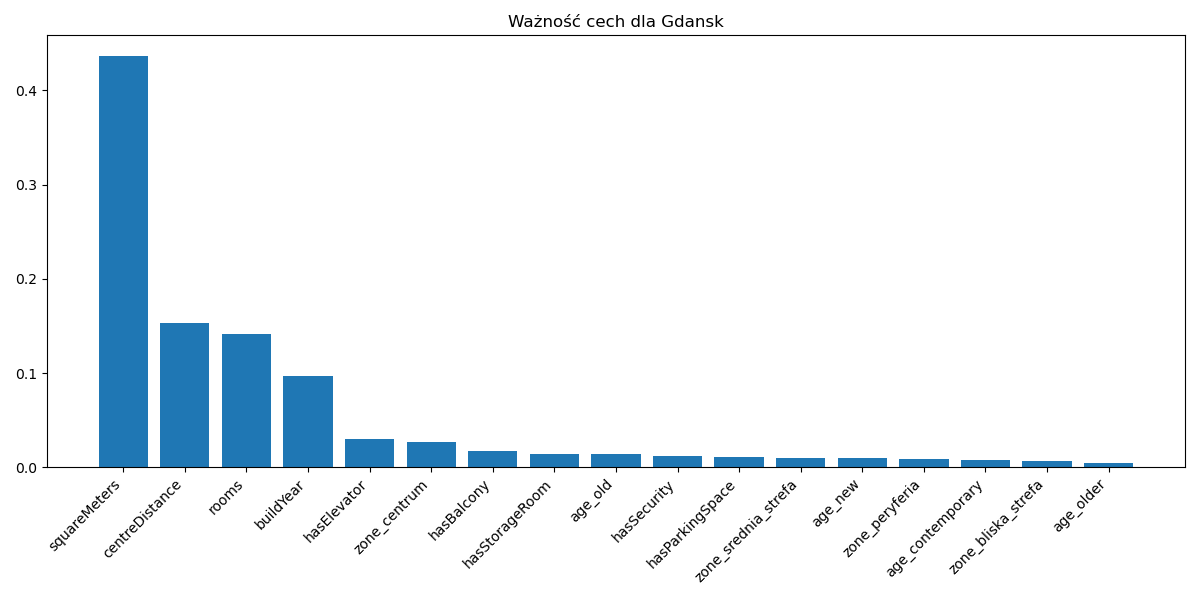 Ważność cech dla Gdansk
0.4
0.3
0.2
0.1
0.0
squareMeters
centreDistance
rooms
buildYear
hasElevator
zone_centrum
hasBalcony
hasStorageRoom
age_old
hasSecurity
hasParkingSpace
zone_srednia_strefa
age_new
zone_peryferia
age_contemporary
zone_bliska_strefa
age_older